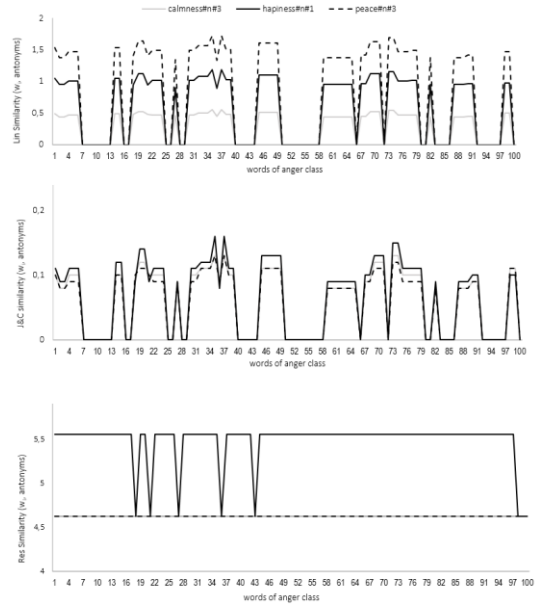 calmness#n#3 hapiness#n#1 peace#n#3
Lin Similarity (wi, antonyms)
2
1,5
1
0,5
0
1 4 7 10 13 16 19 22 25 28 31 34 37 40 43 46 49 52 55 58 61 64 67 70 73 76 79 82 85 88 91 94 97 100
words of anger class
J&C similarity (wi, antonyms)
0,2
0,1
0
1 4 7 10 13 16 19 22 25 28 31 34 37 40 43 46 49 52 55 58 61 64 67 70 73 76 79 82 85 88 91 94 97 100
words of anger class
Res Similarity (wi, antonyms)
5,5
5
4,5
4
1 4 7 10 13 16 19 22 25 28 31 34 37 40 43 46 49 52 55 58 61 64 67 70 73 76 79 82 85 88 91 94 97 100
words of anger class